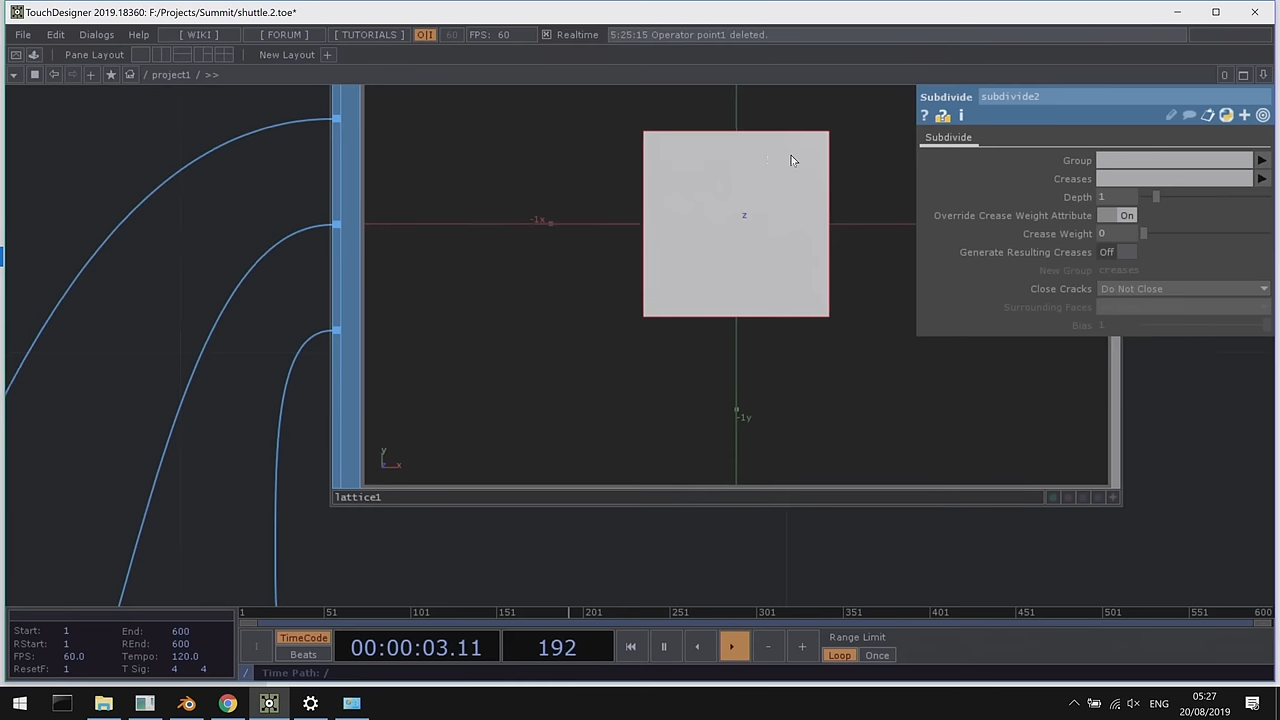 TouchDesigner 2019.18360: F:/Projects/Summit/shuttle.2.toe*
File Edit Dialogs Help [ WIKI ] [ FORUM ] [ TUTORIALS ] O|I 60 FPS: 60 Realtime 5:25:15 Operator point1 deleted.
Pane Layout New Layout +
/ project1 / >> 0
Subdivide subdivide2
? ? i
Subdivide
Group
Creases
Depth 1
Override Crease Weight Attribute On
Crease Weight 0
Generate Resulting Creases Off
New Group creases
Close Cracks Do Not Close
Surrounding Faces
Bias 1
-1x
z
-1y
y
z x
lattice1
1 51 101 151 201 251 301 351 401 451 501 551 600
Start: 1 End: 600
RStart: 1 REnd: 600
FPS: 60.0 Tempo: 120.0
ResetF: 1 T Sig: 4 4
TimeCode
Beats
00:00:03.11
192
Range Limit
Loop Once
/ Time Path: /
ENG
05:27
20/08/2019